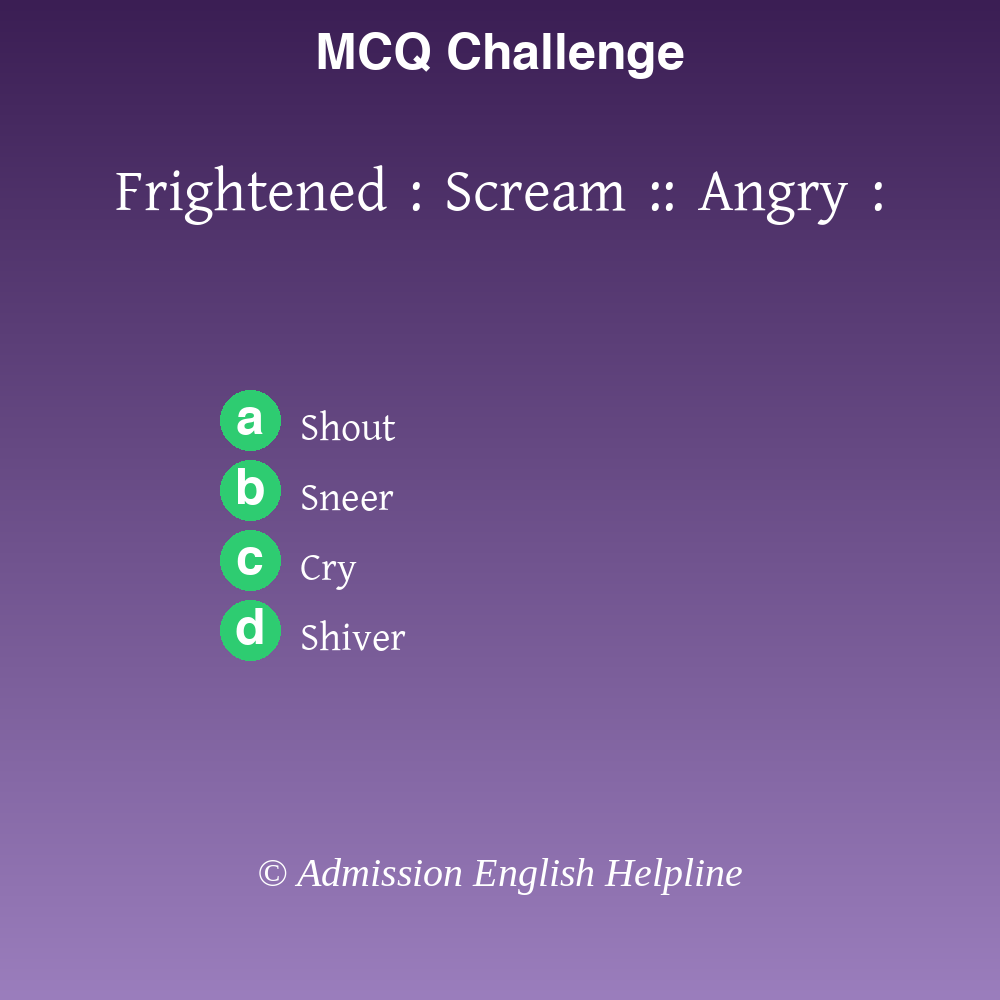 MCQ Challenge
Frightened : Scream :: Angry :
a Shout
b Sneer
c Cry
d Shiver
© Admission English Helpline